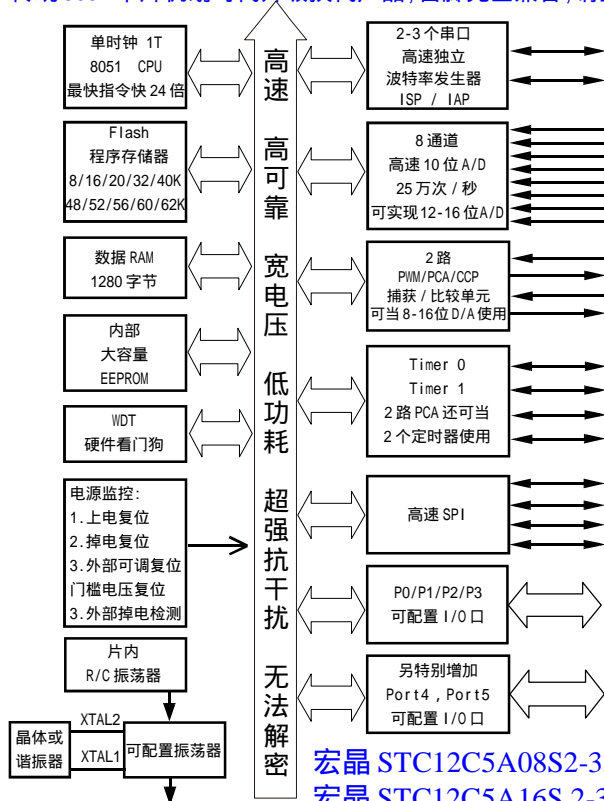 单时钟 1T
8051 CPU
最快指令快 24 倍
Flash
程序存储器
8/16/20/32/40K
48/52/56/60/62K
数据 RAM
1280 字节
内部
大容量
EEPROM
WDT
硬件看门狗
电源监控:
1.上电复位
2.掉电复位
3.外部可调复位
门槛电压复位
3.外部掉电检测
片内
R/C 振荡器
XTAL2
晶体或
谐振器
XTAL1
可配置振荡器
高速
高可靠
宽电压
低功耗
超强抗干扰
无法解密
2-3 个串口
高速独立
波特率发生器
ISP / IAP
8 通道
高速 10 位 A/D
25 万次 / 秒
可实现 12-16 位 A/D
2 路
PWM/PCA/CCP
捕获 / 比较单元
可当 8-16位 D/A 使用
Timer 0
Timer 1
2 路 PCA 还可当
2 个定时器使用
高速 SPI
P0/P1/P2/P3
可配置 I/O 口
另特别增加
Port4 , Port5
可配置 I/O 口
宏晶 STC12C5A08S2-3
宏晶 STC12C5A16S 2-3